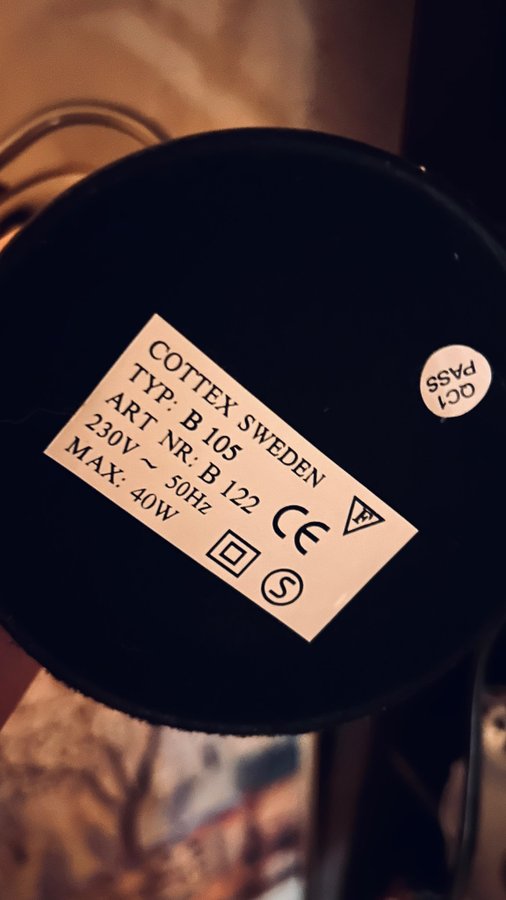 COTTEX SWEDEN
TYP: B 105
ART NR: B 122
230V ~ 50Hz
MAX: 40W
CE
F
S
QC1
PASS